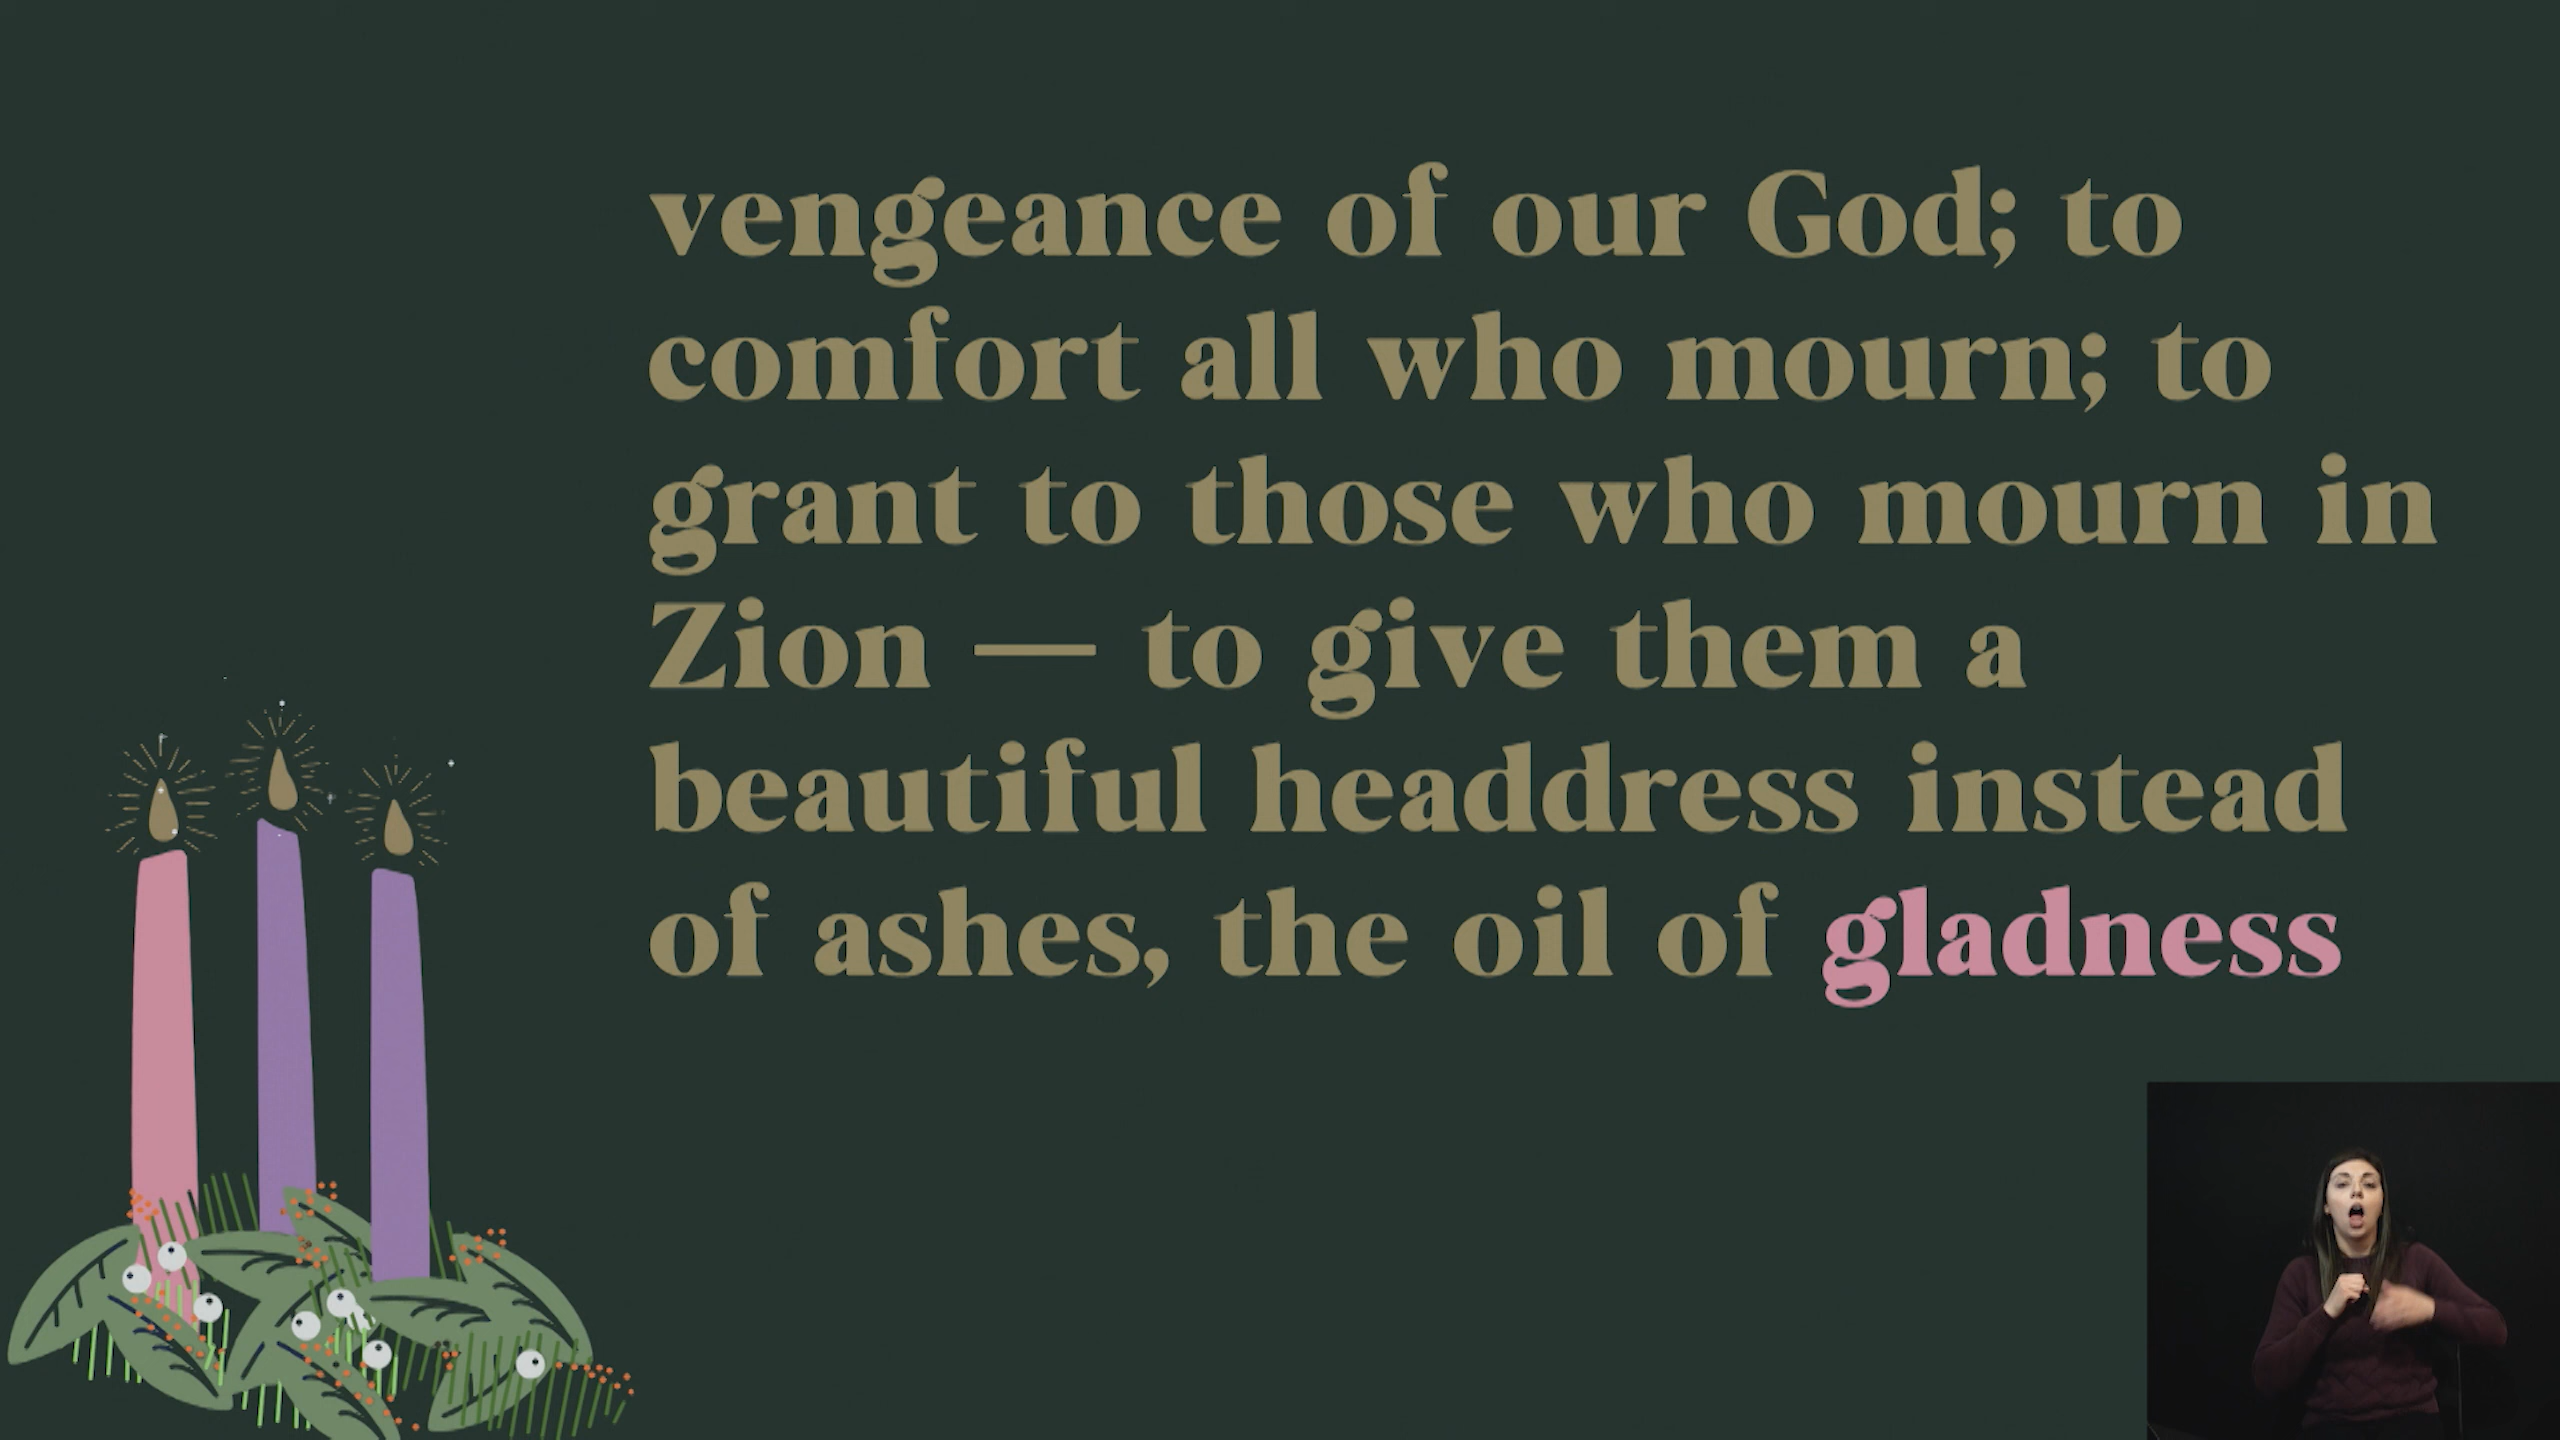 vengeance of our God; to
comfort all who mourn; to
grant to those who mourn in
Zion — to give them a
beautiful headdress instead
of ashes, the oil of gladness